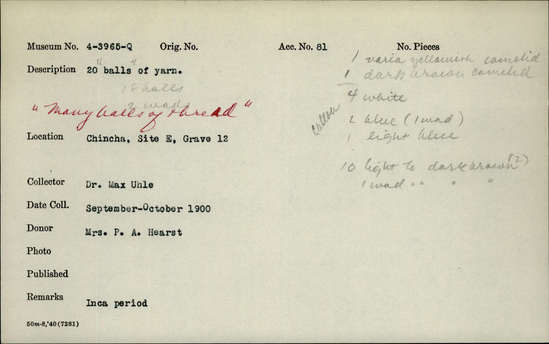 Museum No. 4-3965-Q Orig. No. Acc. No. 81 No. Pieces
1 varia yellowish camelid
Description 20 "balls" of yarn.
1 dark brown camelid
18 balls
2 wads
4 white
"Many balls of thread"
cotton
2 blue (1 wad)
Location Chincha, Site E, Grave 12
1 light blue
10 light to dark brown (?)
1 wad " " " "
Collector Dr. Max Uhle
Date Coll. September-October 1900
Donor Mrs. P. A. Hearst
Photo
Published
Remarks Inca period
50m-8,'40(7281)